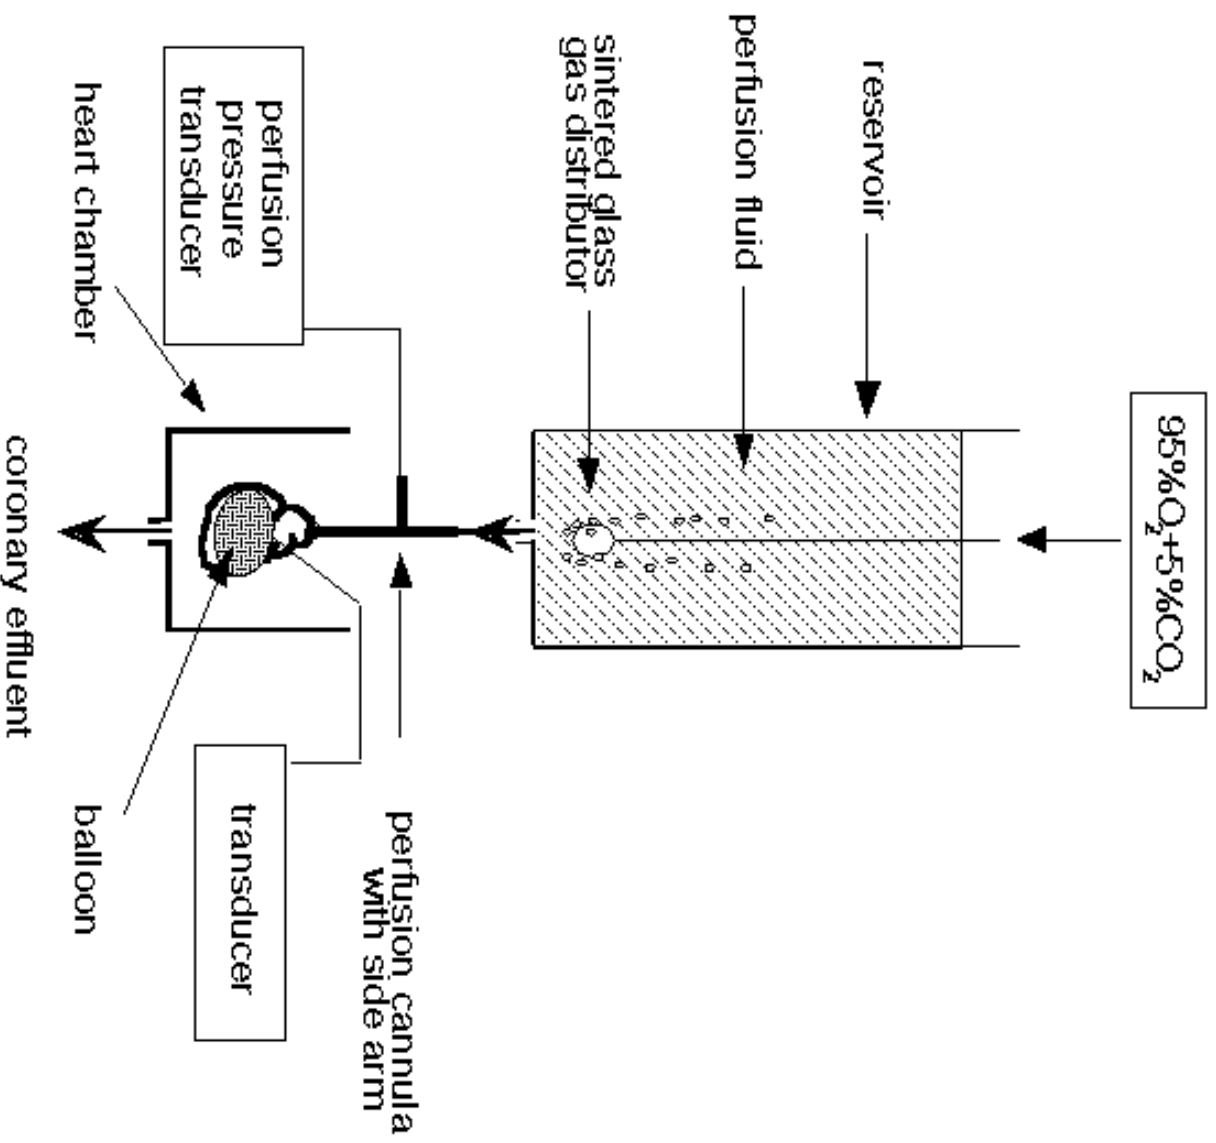 95%O₂+5%CO₂
reservoir
perfusion fluid
sintered glass
gas distributor
perfusion
pressure
transducer
heart chamber
perfusion cannula
with side arm
transducer
balloon
coronary effluent